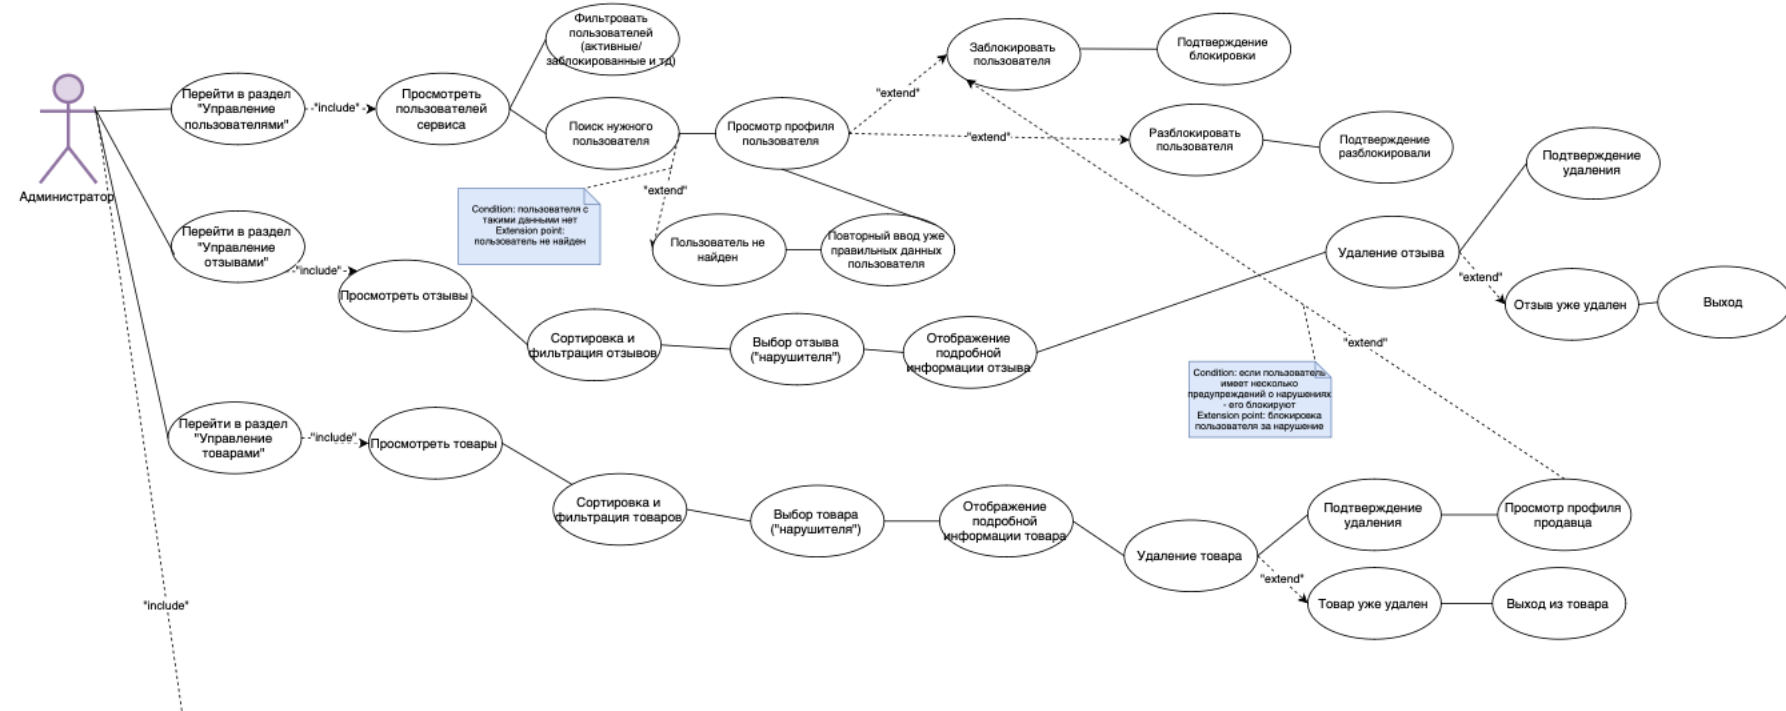 Администратор
Перейти в раздел
"Управление
пользователями"
"include"
Просмотреть
пользователей
сервиса
Фильтровать
пользователей
(активные/
заблокированные и тд)
Поиск нужного
пользователя
Просмотр профиля
пользователя
"extend"
Заблокировать
пользователя
Подтверждение
блокировки
"extend"
Разблокировать
пользователя
Подтверждение
разблокировали
"extend"
Condition: пользователя с
такими данными нет
Extension point:
пользователь не найден
Пользователь не
найден
Повторный ввод уже
правильных данных
пользователя
Перейти в раздел
"Управление
отзывами"
"include"
Просмотреть отзывы
Сортировка и
фильтрация отзывов
Выбор отзыва
("нарушителя")
Отображение
подробной
информации отзыва
Удаление отзыва
Подтверждение
удаления
"extend"
Отзыв уже удален
Выход
"extend"
Condition: если пользователь
имеет несколько
предупреждений о нарушениях
- его блокируют
Extension point: блокировка
пользователя за нарушение
Перейти в раздел
"Управление
товарами"
"include"
Просмотреть товары
Сортировка и
фильтрация товаров
Выбор товара
("нарушителя")
Отображение
подробной
информации товара
Удаление товара
Подтверждение
удаления
Просмотр профиля
продавца
"extend"
Товар уже удален
Выход из товара
"include"